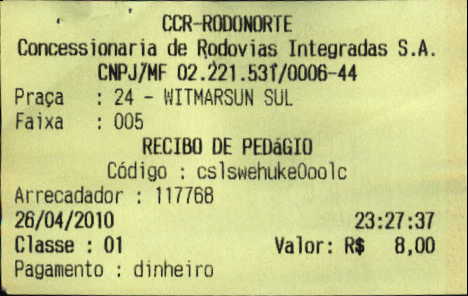 CCR-RODONORTE
Concessionaria de Rodovias Integradas S.A.
CNPJ/MF 02.221.531/0006-44
Praça : 24 - WITMARSUN SUL
Faixa : 005
RECIBO DE PEDáGIO
Código : cslswehuke0oolc
Arrecadador : 117768
26/04/2010 23:27:37
Classe : 01 Valor: R$ 8,00
Pagamento : dinheiro